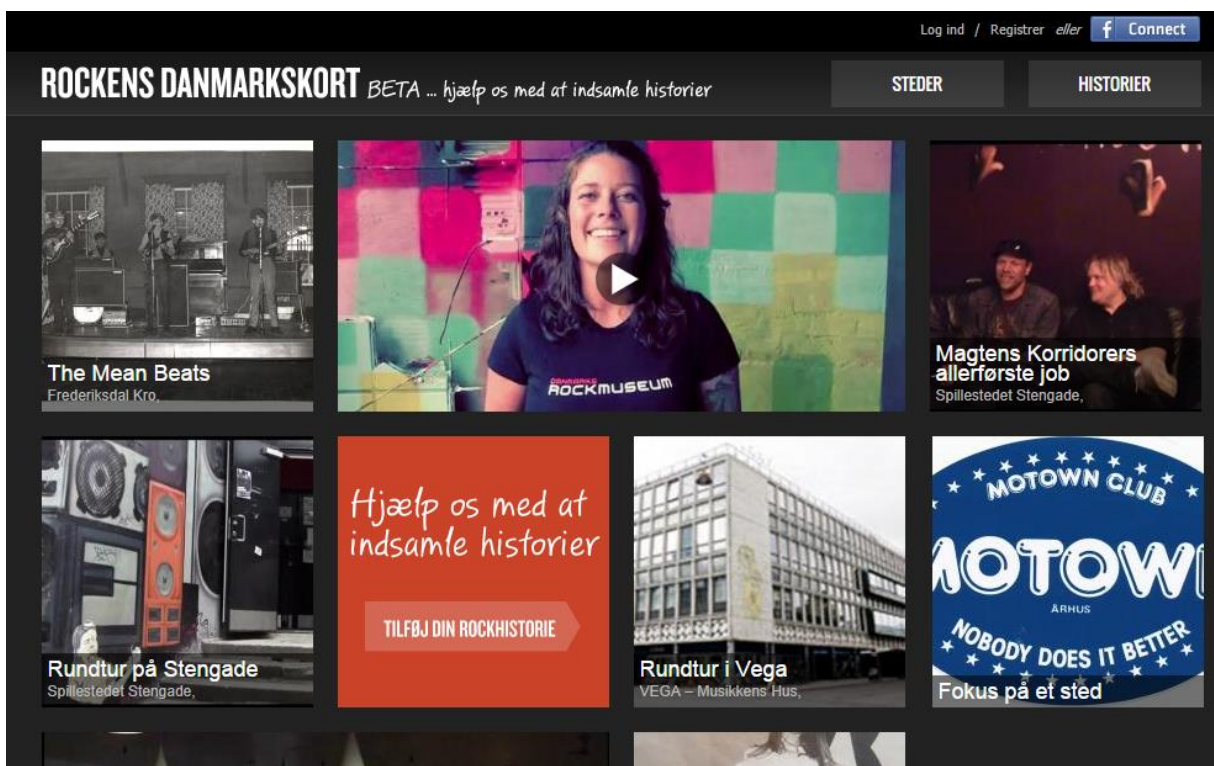 Log ind / Registrer eller f Connect
ROCKENS DANMARKSKORT BETA ... hjælp os med at indsamle historier
STEDER
HISTORIER
The Mean Beats
Frederiksdal Kro,
DANMARKS
ROCKMUSEUM
Magtens Korridorers
allerførste job
Spillestedet Stengade,
Rundtur på Stengade
Spillestedet Stengade,
Hjælp os med at
indsamle historier
TILFØJ DIN ROCKHISTORIE
Rundtur i Vega
VEGA – Musikkens Hus,
MOTOWN CLUB
MOTOWN
ÅRHUS
NOBODY DOES IT BETTER
Fokus på et sted